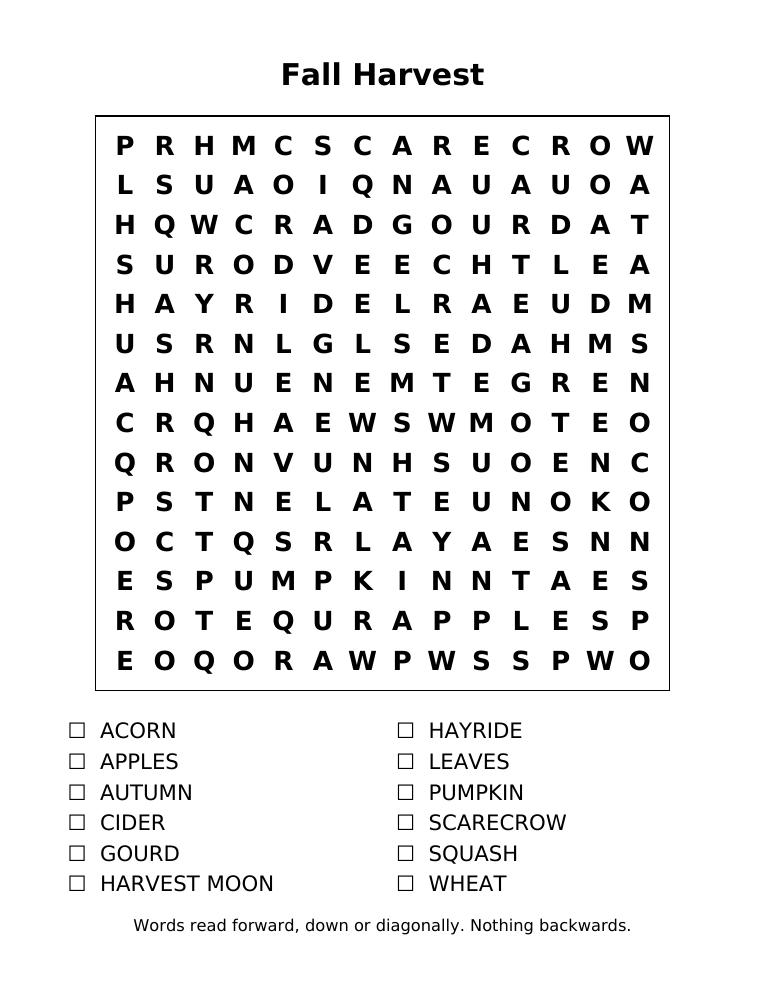 Fall Harvest
P R H M C S C A R E C R O W
L S U A O I Q N A U A U O A
H Q W C R A D G O U R D A T
S U R O D V E E C H T L E A
H A Y R I D E L R A E U D M
U S R N L G L S E D A H M S
A H N U E N E M T E G R E N
C R Q H A E W S W M O T E O
Q R O N V U N H S U O E N C
P S T N E L A T E U N O K O
O C T Q S R L A Y A E S N N
E S P U M P K I N N T A E S
R O T E Q U R A P P L E S P
E O Q O R A W P W S S P W O
☐ ACORN
☐ APPLES
☐ AUTUMN
☐ CIDER
☐ GOURD
☐ HARVEST MOON
☐ HAYRIDE
☐ LEAVES
☐ PUMPKIN
☐ SCARECROW
☐ SQUASH
☐ WHEAT
Words read forward, down or diagonally. Nothing backwards.